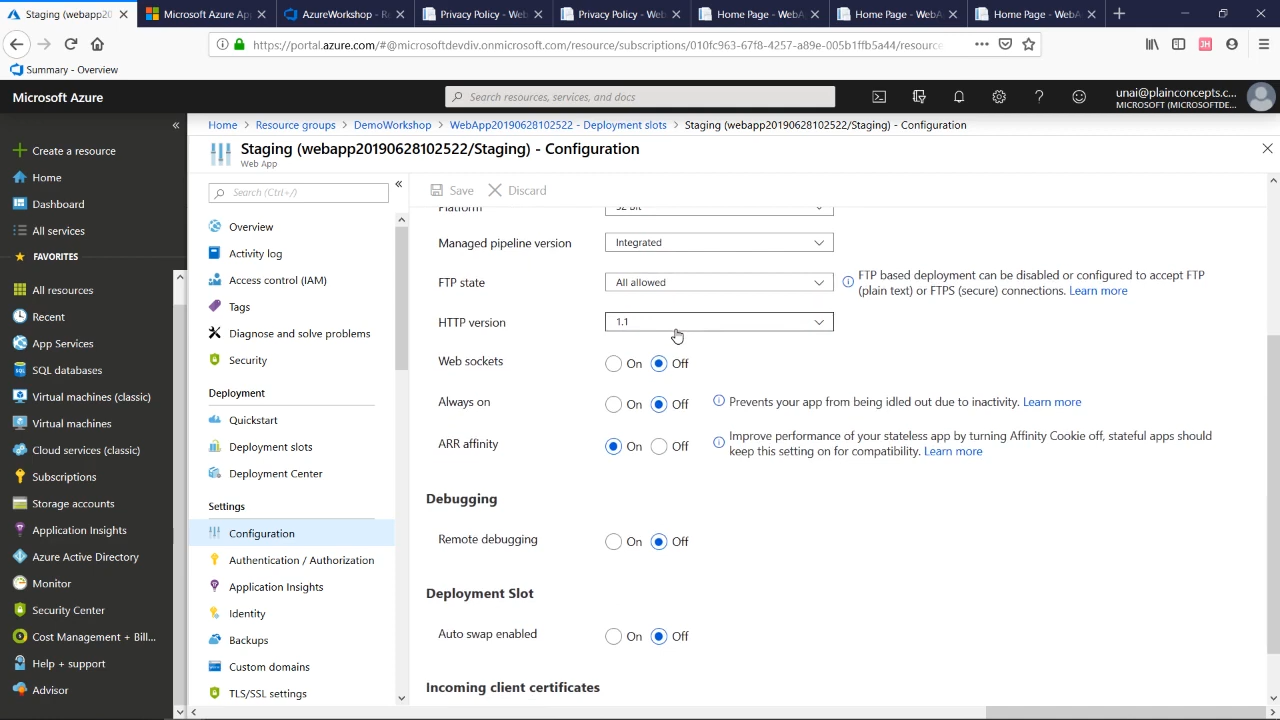 Staging (webapp20190628102522
Microsoft Azure App
AzureWorkshop - Re
Privacy Policy - Web
Privacy Policy - Web
Home Page - WebA
Home Page - WebA
Home Page - WebA
https://portal.azure.com/#@microsoftdevdiv.onmicrosoft.com/resource/subscriptions/010fc963-67f8-4257-a89e-005b1ffb5a44/resource
JH
Summary - Overview
Microsoft Azure
Search resources, services, and docs
unai@plainconcepts.c...
MICROSOFT (MICROSOFTDE...
Create a resource
Home
Dashboard
All services
FAVORITES
All resources
Recent
App Services
SQL databases
Virtual machines (classic)
Virtual machines
Cloud services (classic)
Subscriptions
Storage accounts
Application Insights
Azure Active Directory
Monitor
Security Center
Cost Management + Bill...
Help + support
Advisor
Home > Resource groups > DemoWorkshop > WebApp20190628102522 - Deployment slots > Staging (webapp20190628102522/Staging) - Configuration
Staging (webapp20190628102522/Staging) - Configuration
Web App
Search (Ctrl+/)
Overview
Activity log
Access control (IAM)
Tags
Diagnose and solve problems
Security
Deployment
Quickstart
Deployment slots
Deployment Center
Settings
Configuration
Authentication / Authorization
Application Insights
Identity
Backups
Custom domains
TLS/SSL settings
Save
Discard
Platform
32 Bit
Managed pipeline version
Integrated
FTP state
All allowed
FTP based deployment can be disabled or configured to accept FTP
(plain text) or FTPS (secure) connections. Learn more
HTTP version
1.1
Web sockets
On
Off
Always on
On
Off
Prevents your app from being idled out due to inactivity. Learn more
ARR affinity
On
Off
Improve performance of your stateless app by turning Affinity Cookie off, stateful apps should
keep this setting on for compatibility. Learn more
Debugging
Remote debugging
On
Off
Deployment Slot
Auto swap enabled
On
Off
Incoming client certificates